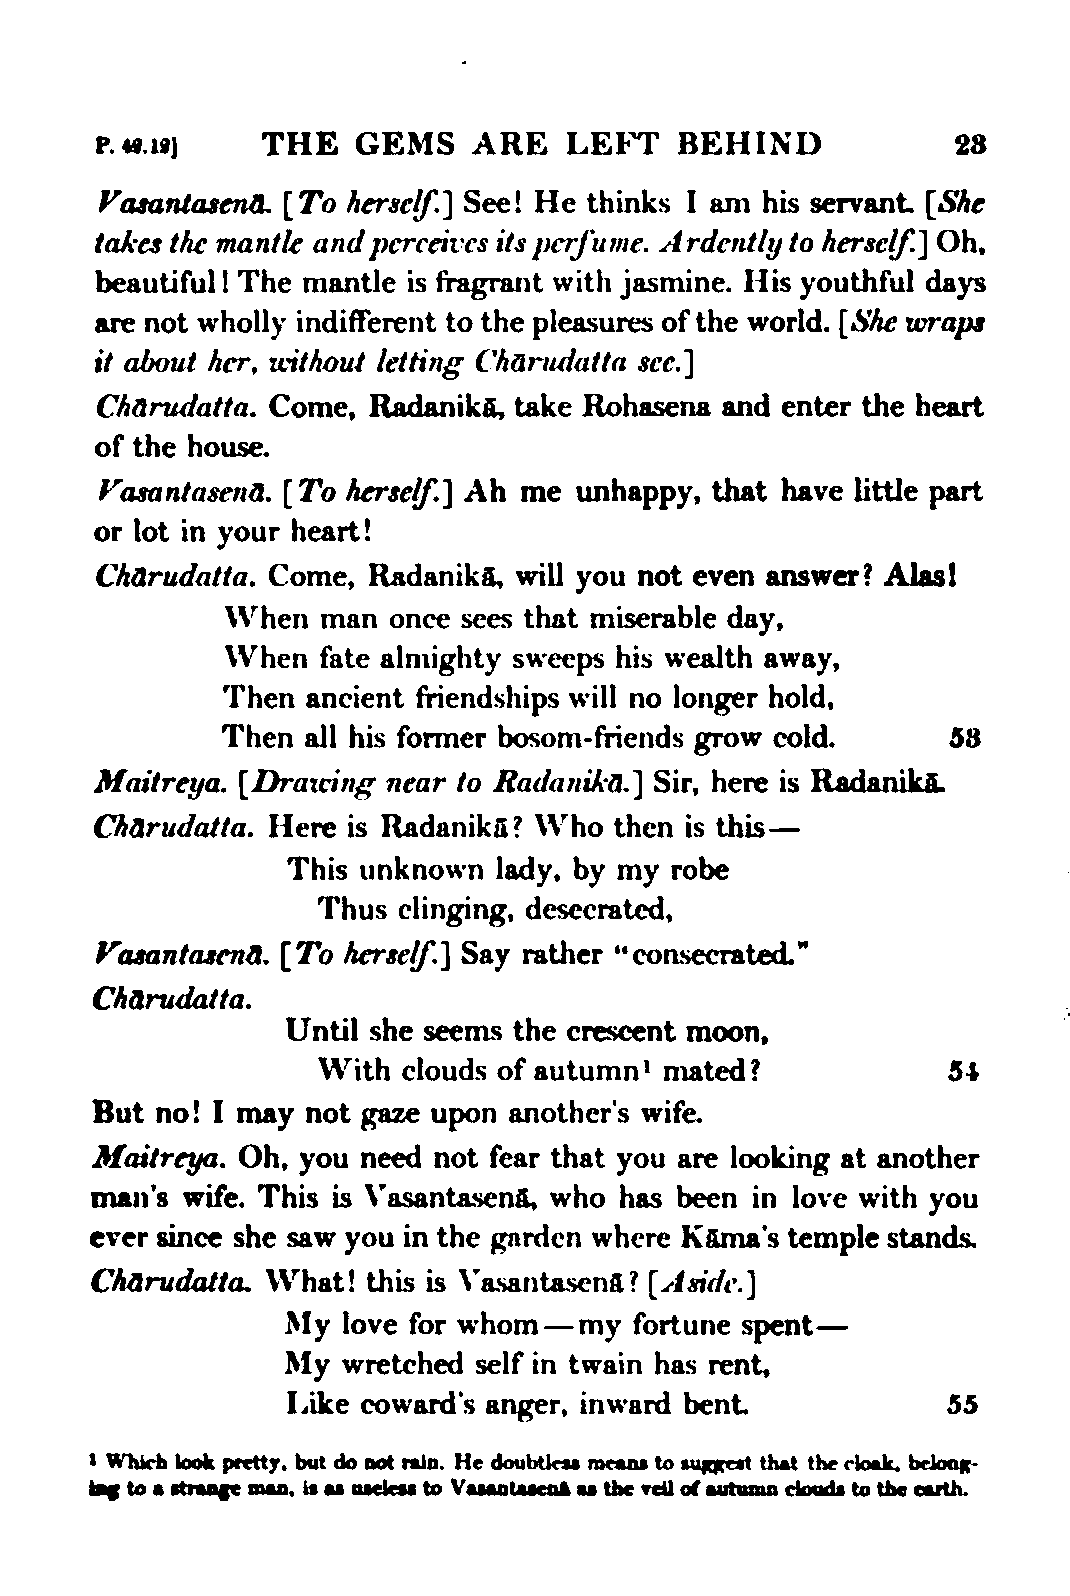 P. 49.19] THE GEMS ARE LEFT BEHIND 23
Vasantasenā. [To herself.] See! He thinks I am his servant. [She
takes the mantle and perceives its perfume. Ardently to herself.] Oh,
beautiful! The mantle is fragrant with jasmine. His youthful days
are not wholly indifferent to the pleasures of the world. [She wraps
it about her, without letting Chārudatta see.]
Chārudatta. Come, Radanikā, take Rohasena and enter the heart
of the house.
Vasantasenā. [To herself.] Ah me unhappy, that have little part
or lot in your heart!
Chārudatta. Come, Radanikā, will you not even answer? Alas!
When man once sees that miserable day,
When fate almighty sweeps his wealth away,
Then ancient friendships will no longer hold,
Then all his former bosom-friends grow cold. 53
Maitreya. [Drawing near to Radanikā.] Sir, here is Radanikā.
Chārudatta. Here is Radanikā? Who then is this—
This unknown lady, by my robe
Thus clinging, desecrated,
Vasantasenā. [To herself.] Say rather "consecrated."
Chārudatta.
Until she seems the crescent moon,
With clouds of autumn¹ mated? 54
But no! I may not gaze upon another's wife.
Maitreya. Oh, you need not fear that you are looking at another
man's wife. This is Vasantasenā, who has been in love with you
ever since she saw you in the garden where Kāma's temple stands.
Chārudatta. What! this is Vasantasenā? [Aside.]
My love for whom—my fortune spent—
My wretched self in twain has rent,
Like coward's anger, inward bent. 55
¹ Which look pretty, but do not rain. He doubtless means to suggest that the cloak, belong-
ing to a strange man, is as useless to Vasantasenā as the veil of autumn clouds to the earth.